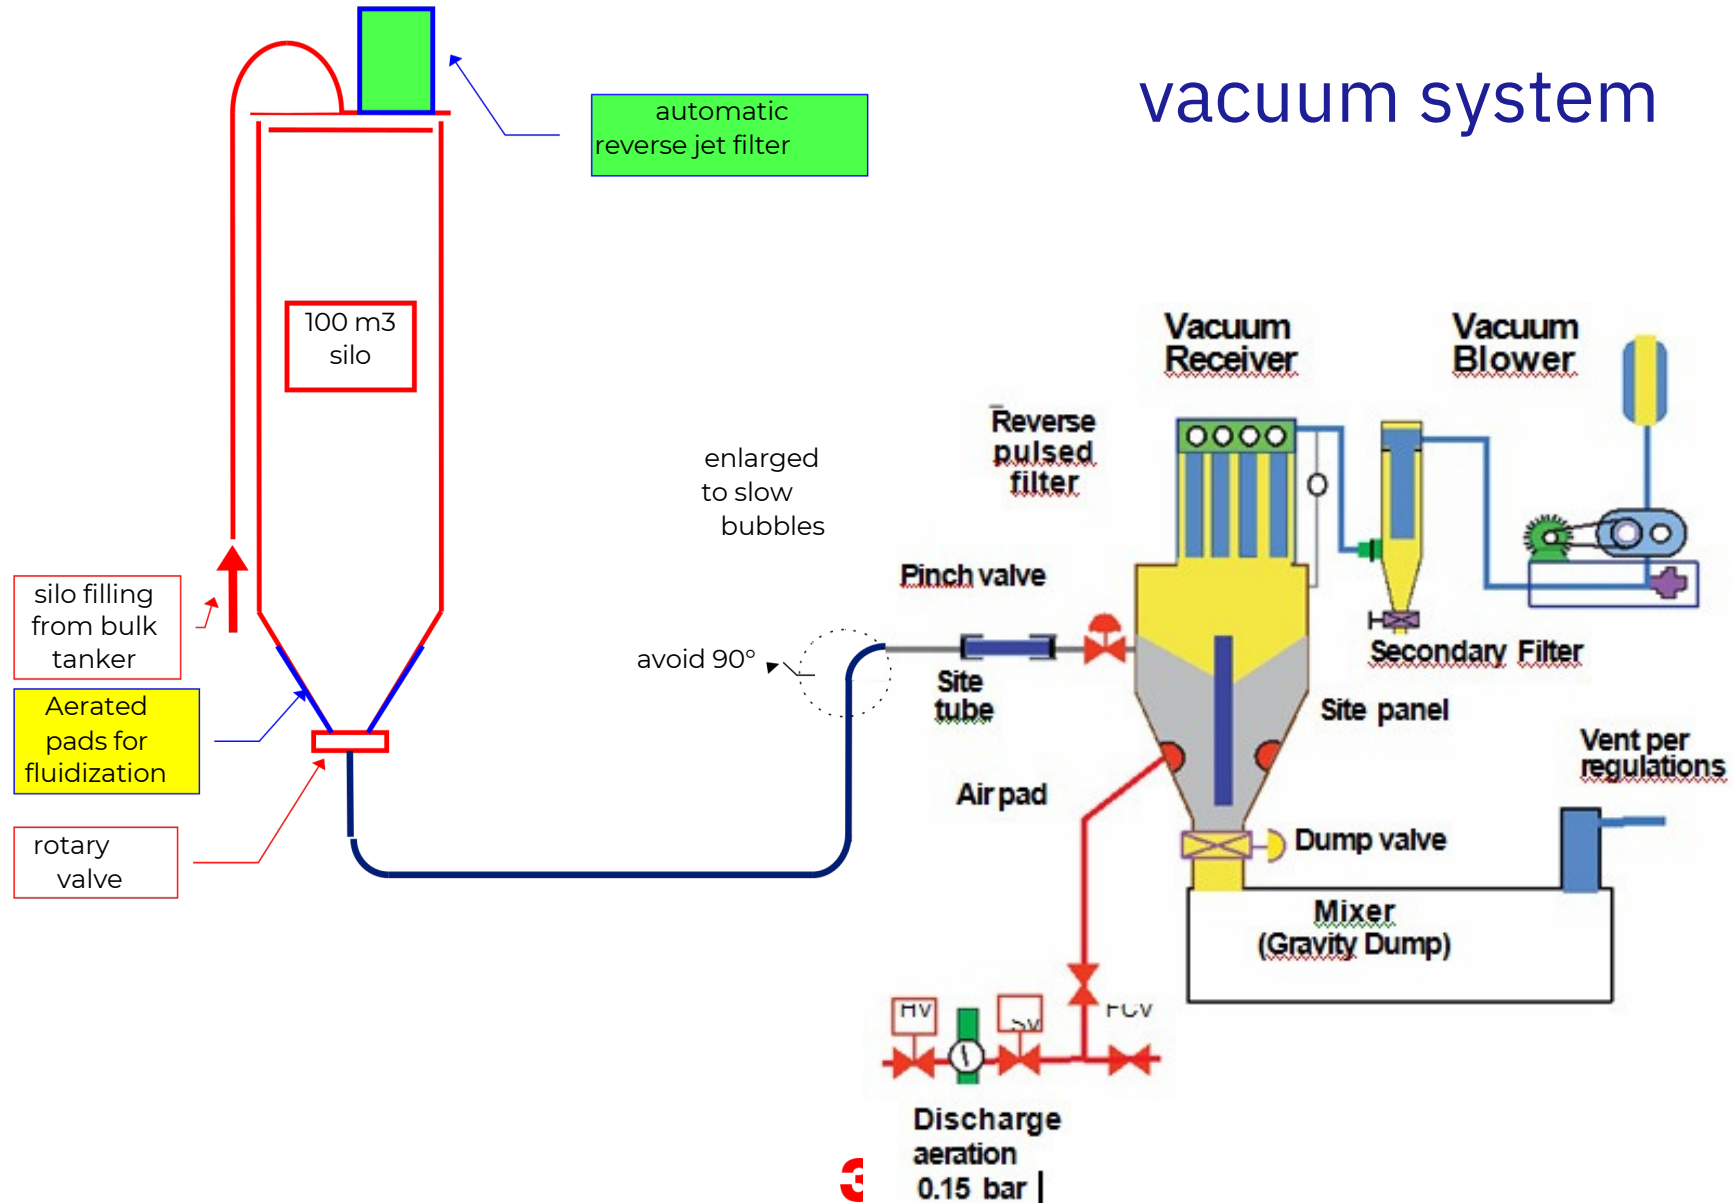 vacuum system
automatic
reverse jet filter
100 m3
silo
silo filling
from bulk
tanker
Aerated
pads for
fluidization
rotary
valve
enlarged
to slow
bubbles
avoid 90°
Vacuum
Receiver
Vacuum
Blower
Reverse
pulsed
filter
Pinch valve
Site
tube
Secondary Filter
Site panel
Air pad
Vent per
regulations
Dump valve
Mixer
(Gravity Dump)
HV
SV
FCV
Discharge
aeration
0.15 bar
3